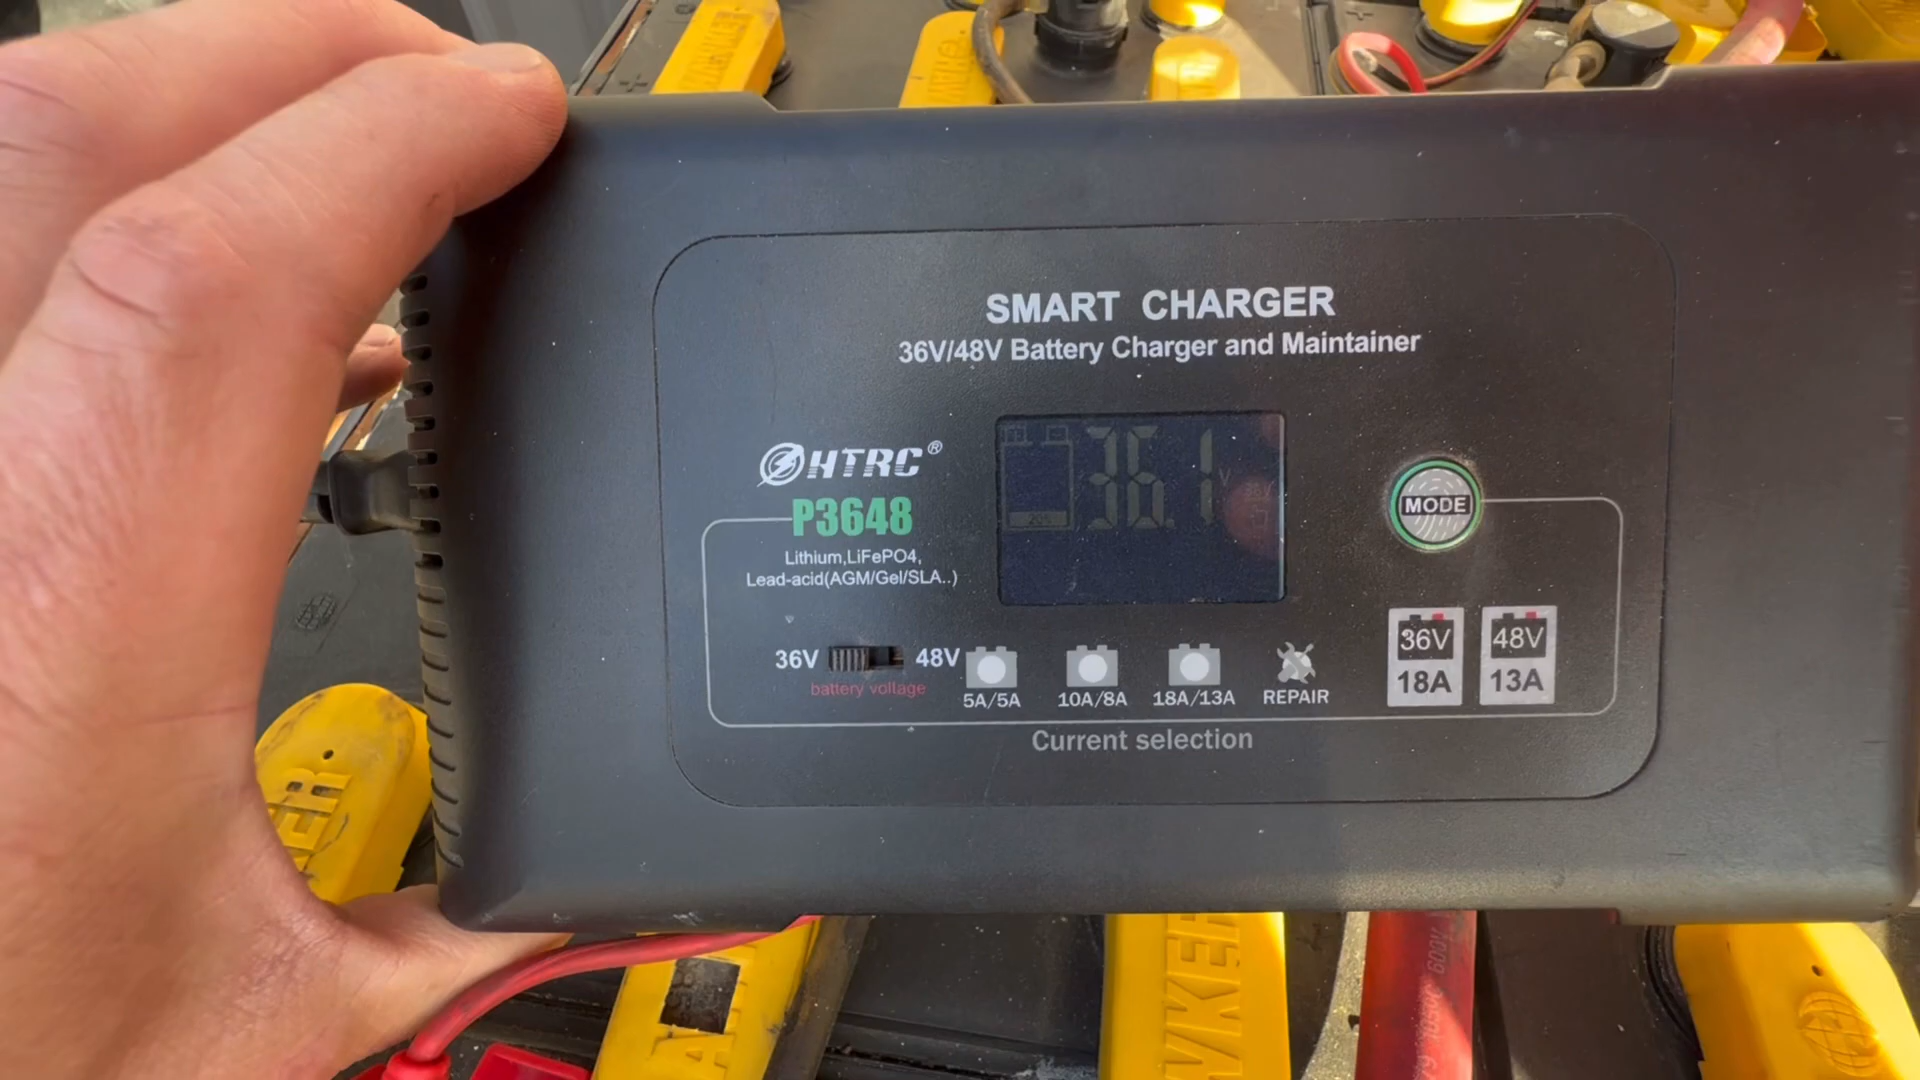 SMART CHARGER
36V/48V Battery Charger and Maintainer
HTRC®
P3648
Lithium,LiFePO4,
Lead-acid(AGM/Gel/SLA..)
36.1 V
36V
48V
battery voltage
5A/5A
10A/8A
18A/13A
REPAIR
MODE
36V
18A
48V
13A
Current selection
600V